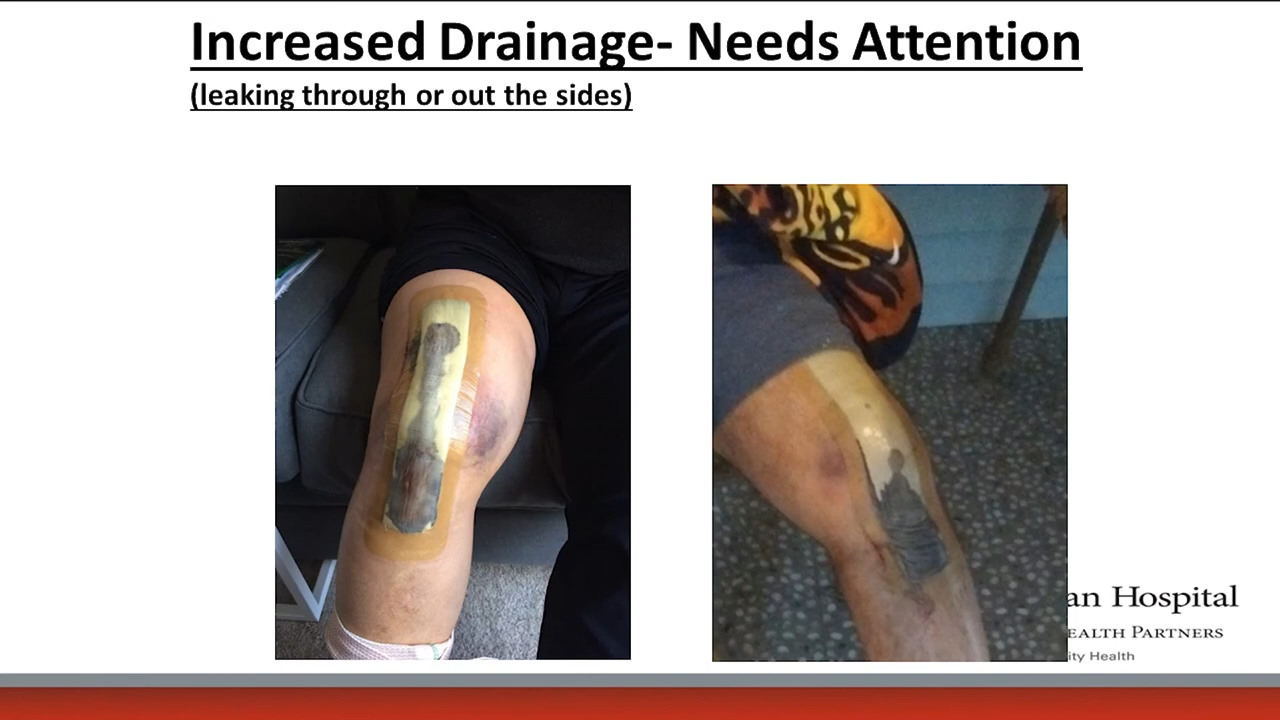 Increased Drainage- Needs Attention
(leaking through or out the sides)
an Hospital
EALTH PARTNERS
ity Health